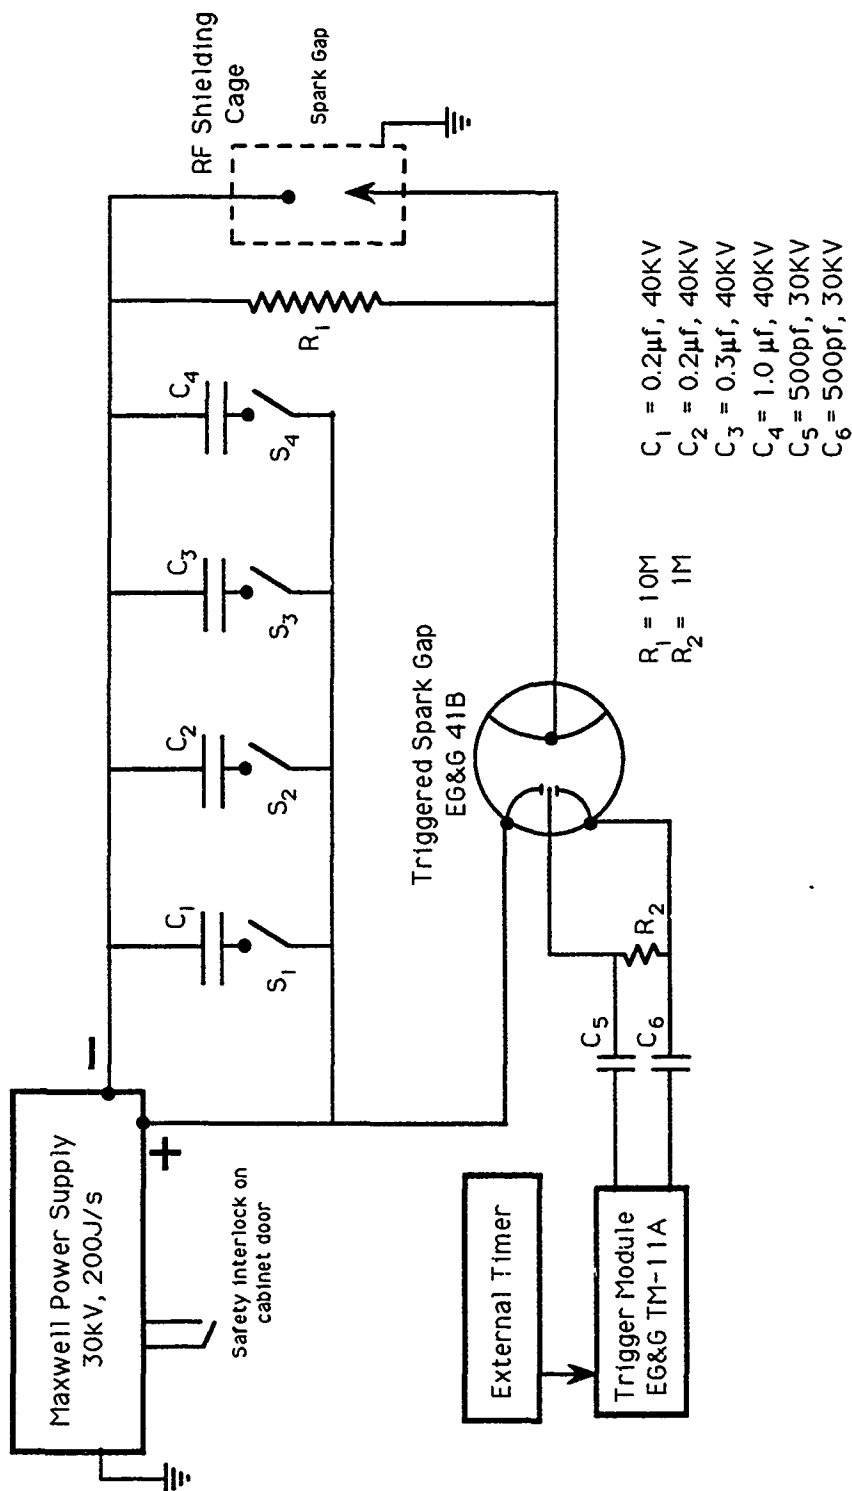 Maxwell Power Supply
30kV, 200J/s
Safety interlock on
cabinet door
–
+
C1
C2
C3
C4
S1
S2
S3
S4
R1
RF Shielding
Cage
Spark Gap
Triggered Spark Gap
EG&G 41B
External Timer
Trigger Module
EG&G TM-11A
C5
C6
R2
R1 = 10M
R2 = 1M
C1 = 0.2µf, 40KV
C2 = 0.2µf, 40KV
C3 = 0.3µf, 40KV
C4 = 1.0 µf, 40KV
C5 = 500pf, 30KV
C6 = 500pf, 30KV